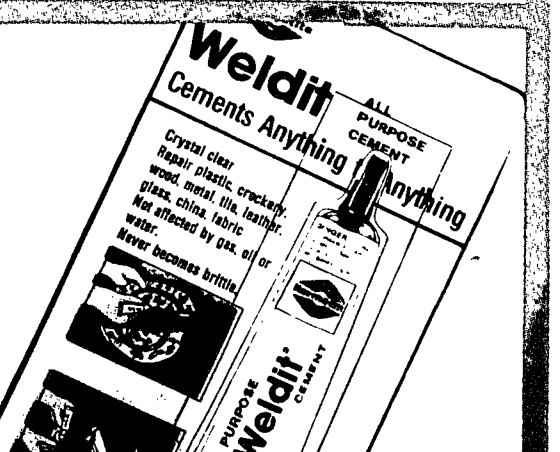 Weldit
Cements Anything Anything
ALL
PURPOSE
CEMENT
Crystal clear
Repair plastic, crockery,
wood, metal, tile, leather,
glass, china, fabric
Not affected by gas, oil or
water.
Never becomes brittle.
PURPOSE
Weldit
CEMENT